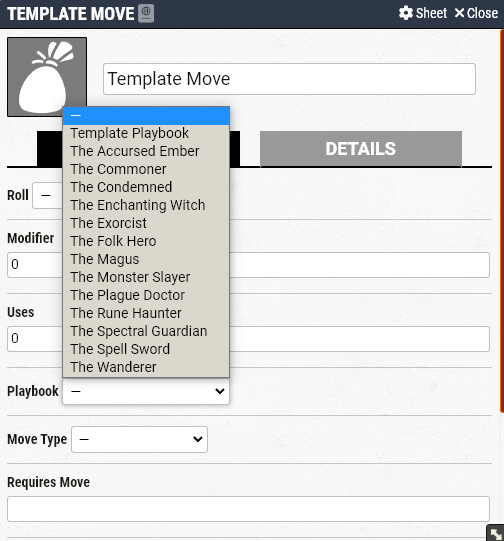 TEMPLATE MOVE Sheet Close
Template Move
DETAILS
—
Template Playbook
The Accursed Ember
The Commoner
The Condemned
The Enchanting Witch
The Exorcist
The Folk Hero
The Magus
The Monster Slayer
The Plague Doctor
The Rune Haunter
The Spectral Guardian
The Spell Sword
The Wanderer
Roll —
Modifier
0
Uses
0
Playbook —
Move Type —
Requires Move